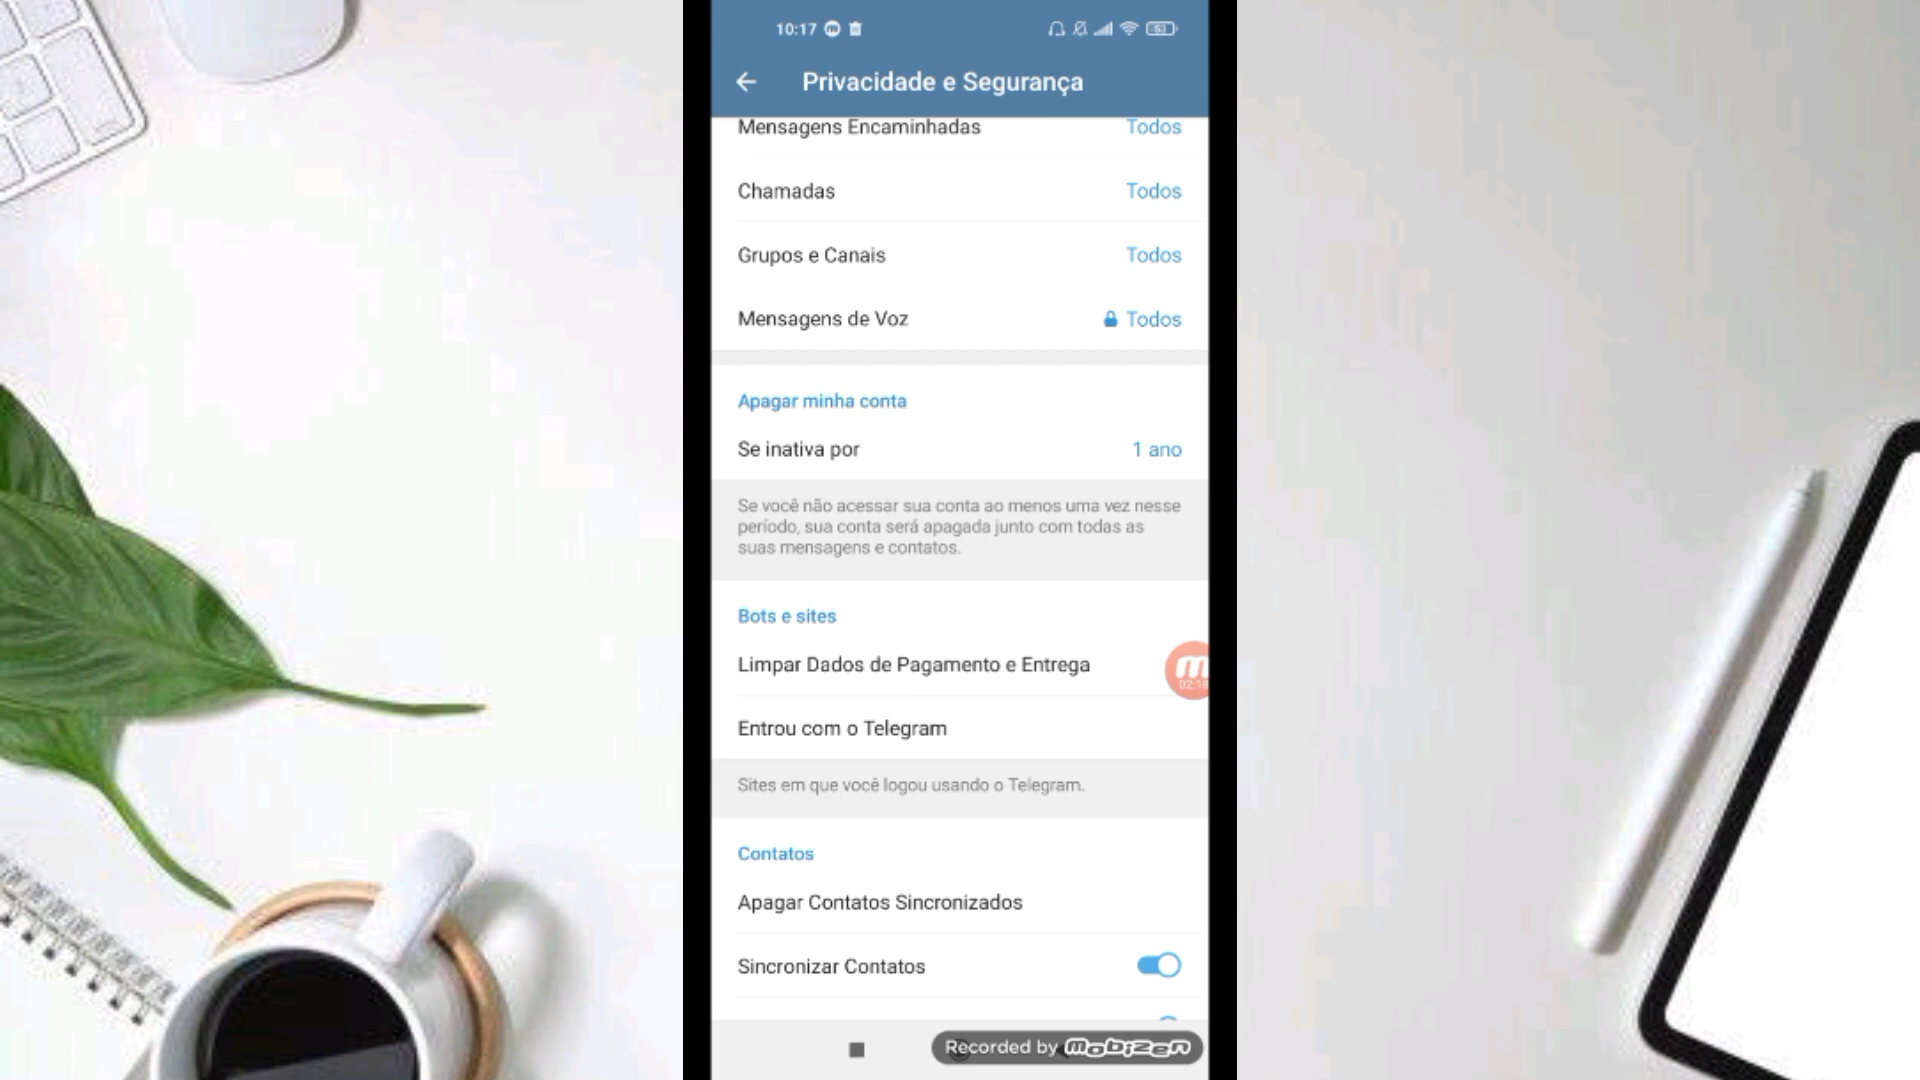 10:17
53
Privacidade e Segurança
Mensagens Encaminhadas Todos
Chamadas Todos
Grupos e Canais Todos
Mensagens de Voz Todos
Apagar minha conta
Se inativa por 1 ano
Se você não acessar sua conta ao menos uma vez nesse
período, sua conta será apagada junto com todas as
suas mensagens e contatos.
Bots e sites
Limpar Dados de Pagamento e Entrega
Entrou com o Telegram
Sites em que você logou usando o Telegram.
Contatos
Apagar Contatos Sincronizados
Sincronizar Contatos
Recorded by mobizen